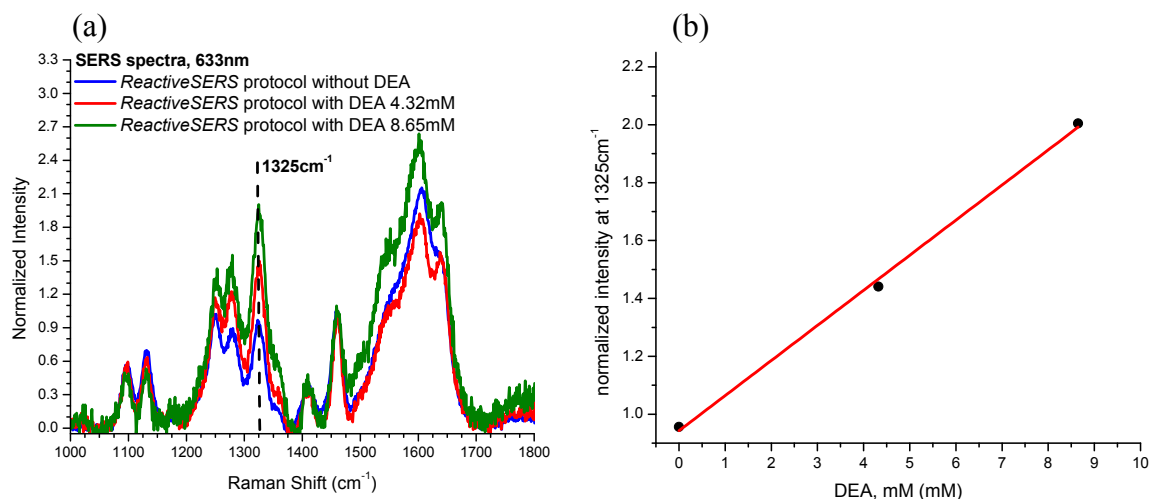 (a)
SERS spectra, 633nm
ReactiveSERS protocol without DEA
ReactiveSERS protocol with DEA 4.32mM
ReactiveSERS protocol with DEA 8.65mM
1325cm⁻¹
3.3
3.0
2.7
2.4
2.1
1.8
1.5
1.2
0.9
0.6
0.3
0.0
Normalized Intensity
1000 1100 1200 1300 1400 1500 1600 1700 1800
Raman Shift (cm⁻¹)
(b)
2.2
2.0
1.8
1.6
1.4
1.2
1.0
normalized intensity at 1325cm⁻¹
0 1 2 3 4 5 6 7 8 9 10
DEA, mM (mM)